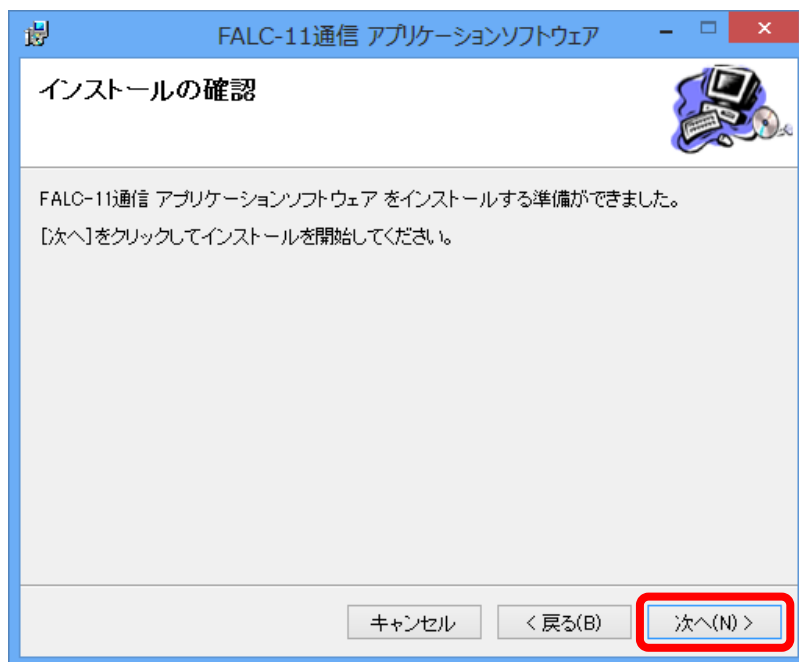 FALC-11通信 アプリケーションソフトウェア
インストールの確認
FALC-11通信 アプリケーションソフトウェア をインストールする準備ができました。
[次へ]をクリックしてインストールを開始してください。
キャンセル
< 戻る(B)
次へ(N) >